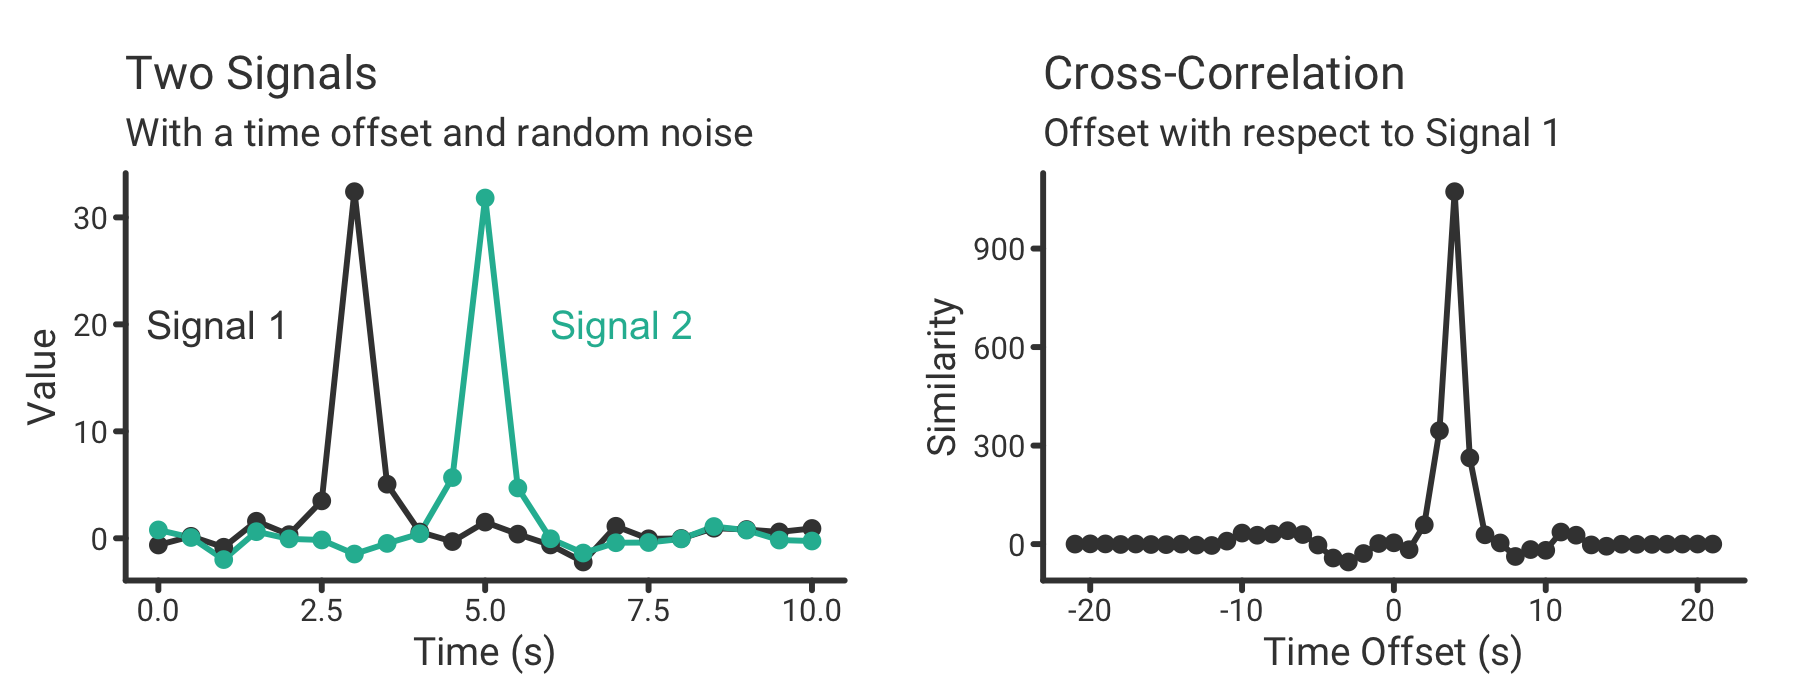 Two Signals
With a time offset and random noise
Value
30
20
10
0
Signal 1
Signal 2
0.0 2.5 5.0 7.5 10.0
Time (s)
Cross-Correlation
Offset with respect to Signal 1
Similarity
900
600
300
0
-20 -10 0 10 20
Time Offset (s)